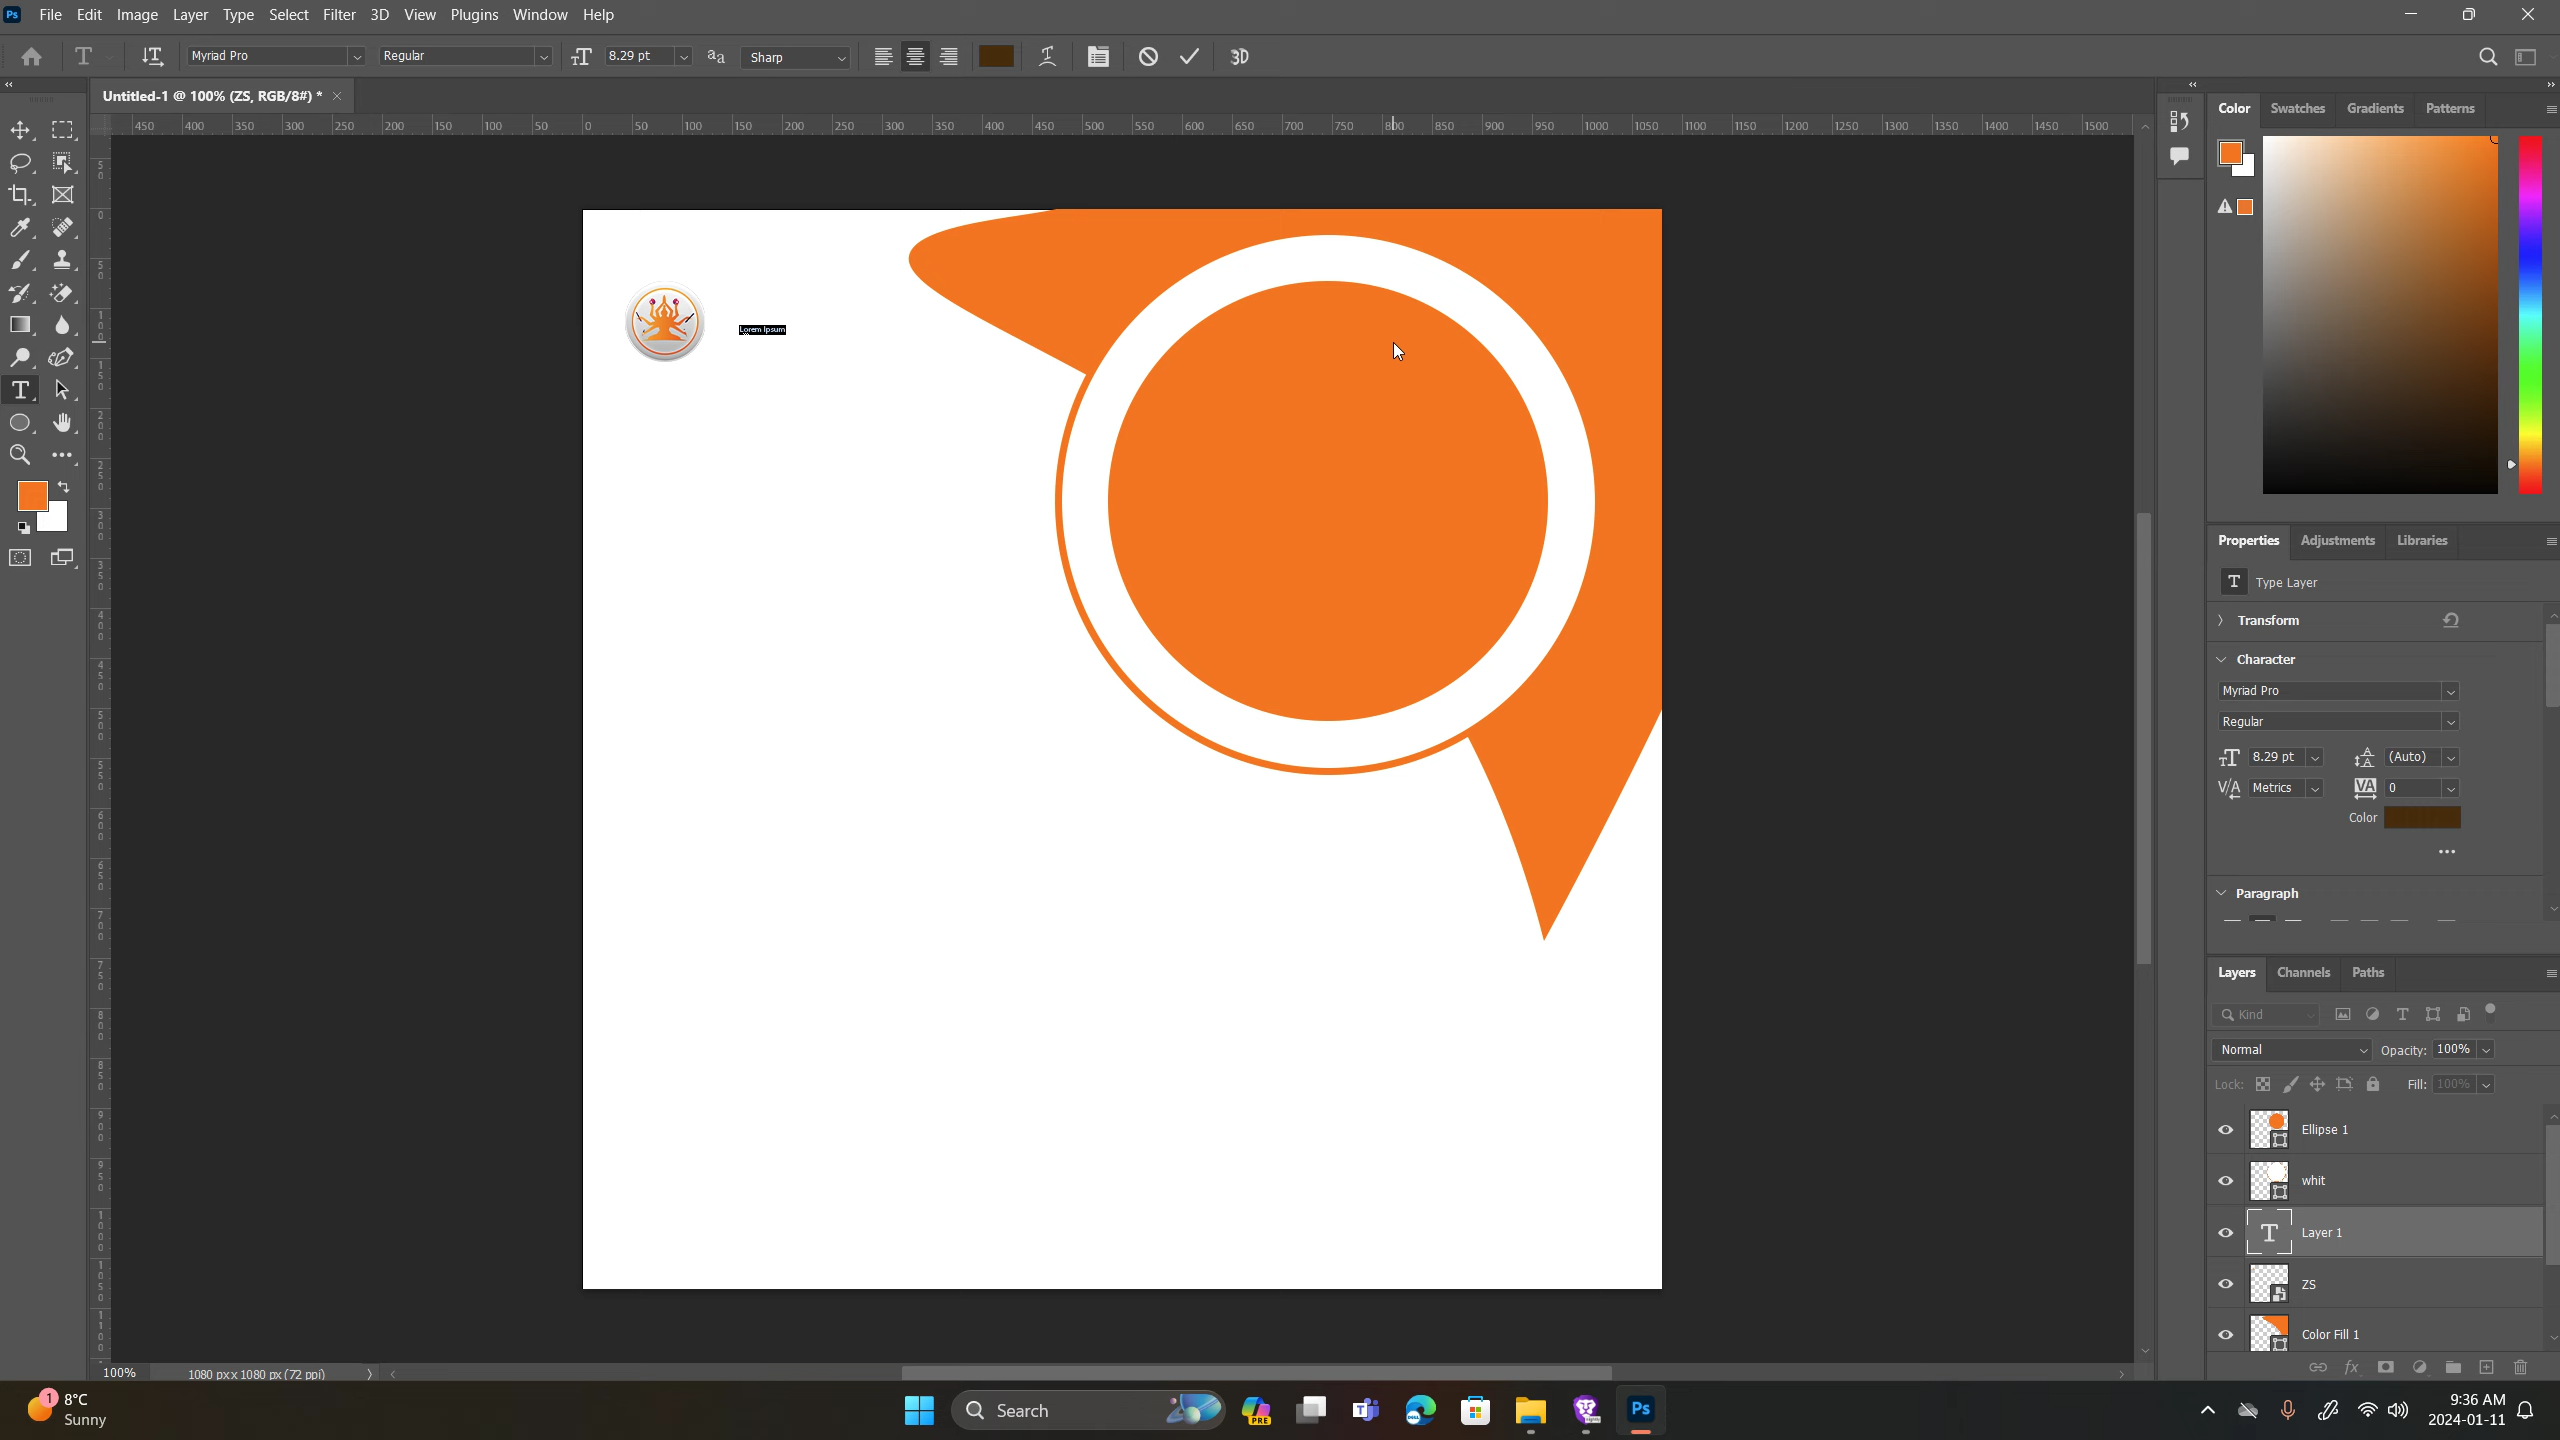 Ps File Edit Image Layer Type Select Filter 3D View Plugins Window Help
Myriad Pro Regular 8.29 pt aa Sharp 3D
Untitled-1 @ 100% (ZS, RGB/8#) * ×
450 400 350 300 250 200 150 100 50 0 50 100 150 200 250 300 350 400 450 500 550 600 650 700 750 800 850 900 950 1000 1050 1100 1150 1200 1250 1300 1350 1400 1450 1500
Lorem Ipsum
Color Swatches Gradients Patterns
Properties Adjustments Libraries
T Type Layer
Transform
Character
Myriad Pro
Regular
8.29 pt (Auto)
Metrics 0
Color
Paragraph
Layers Channels Paths
Kind
Normal Opacity: 100%
Lock: Fill: 100%
Ellipse 1
whit
Layer 1
ZS
Color Fill 1
100% 1080 px x 1080 px (72 ppi)
1 8°C
Sunny
Search
PRE
Ps
9:36 AM
2024-01-11